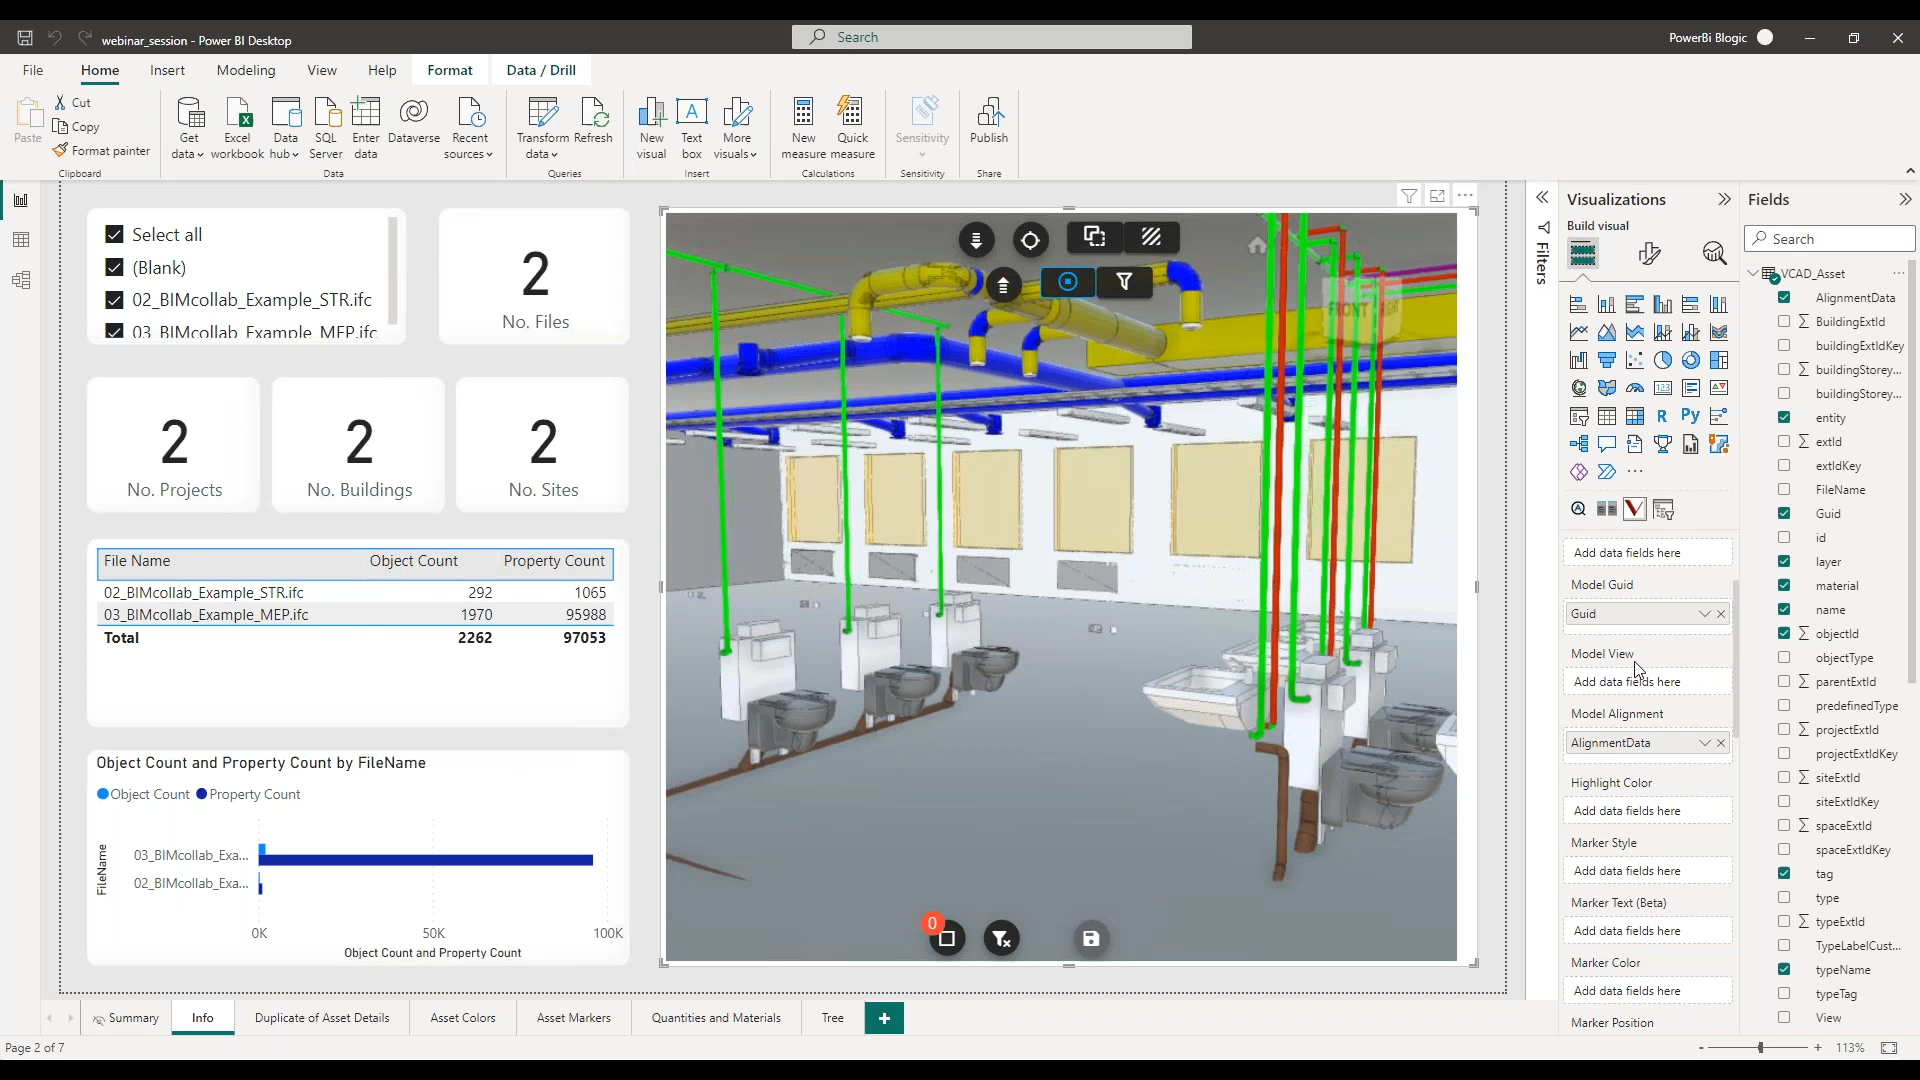 webinar_session - Power BI Desktop
Search
PowerBi Blogic
File Home Insert Modeling View Help Format Data / Drill
Paste
Cut
Copy
Format painter
Clipboard
Get data
Excel workbook
Data hub
SQL Server
Enter data
Dataverse
Recent sources
Data
Transform data
Refresh
Queries
New visual
Text box
More visuals
Insert
New measure
Quick measure
Calculations
Sensitivity
Sensitivity
Publish
Share
Select all
(Blank)
02_BIMcollab_Example_STR.ifc
03_BIMcollab_Example_MEP.ifc
2
No. Files
2
No. Projects
2
No. Buildings
2
No. Sites
File Name Object Count Property Count
02_BIMcollab_Example_STR.ifc 292 1065
03_BIMcollab_Example_MEP.ifc 1970 95988
Total 2262 97053
Object Count and Property Count by FileName
Object Count Property Count
FileName
03_BIMcollab_Exa...
02_BIMcollab_Exa...
0K 50K 100K
Object Count and Property Count
FRONT
0
Filters
Visualizations
Build visual
123
R Py
Add data fields here
Model Guid
Guid
Model View
Add data fields here
Model Alignment
AlignmentData
Highlight Color
Add data fields here
Marker Style
Add data fields here
Marker Text (Beta)
Add data fields here
Marker Color
Add data fields here
Marker Position
Fields
Search
VCAD_Asset
AlignmentData
BuildingExtId
buildingExtIdKey
buildingStorey...
buildingStorey...
entity
extId
extIdKey
FileName
Guid
id
layer
material
name
objectId
objectType
parentExtId
predefinedType
projectExtId
projectExtIdKey
siteExtId
siteExtIdKey
spaceExtId
spaceExtIdKey
tag
type
typeExtId
TypeLabelCust...
typeName
typeTag
View
Summary Info Duplicate of Asset Details Asset Colors Asset Markers Quantities and Materials Tree
Page 2 of 7
113%